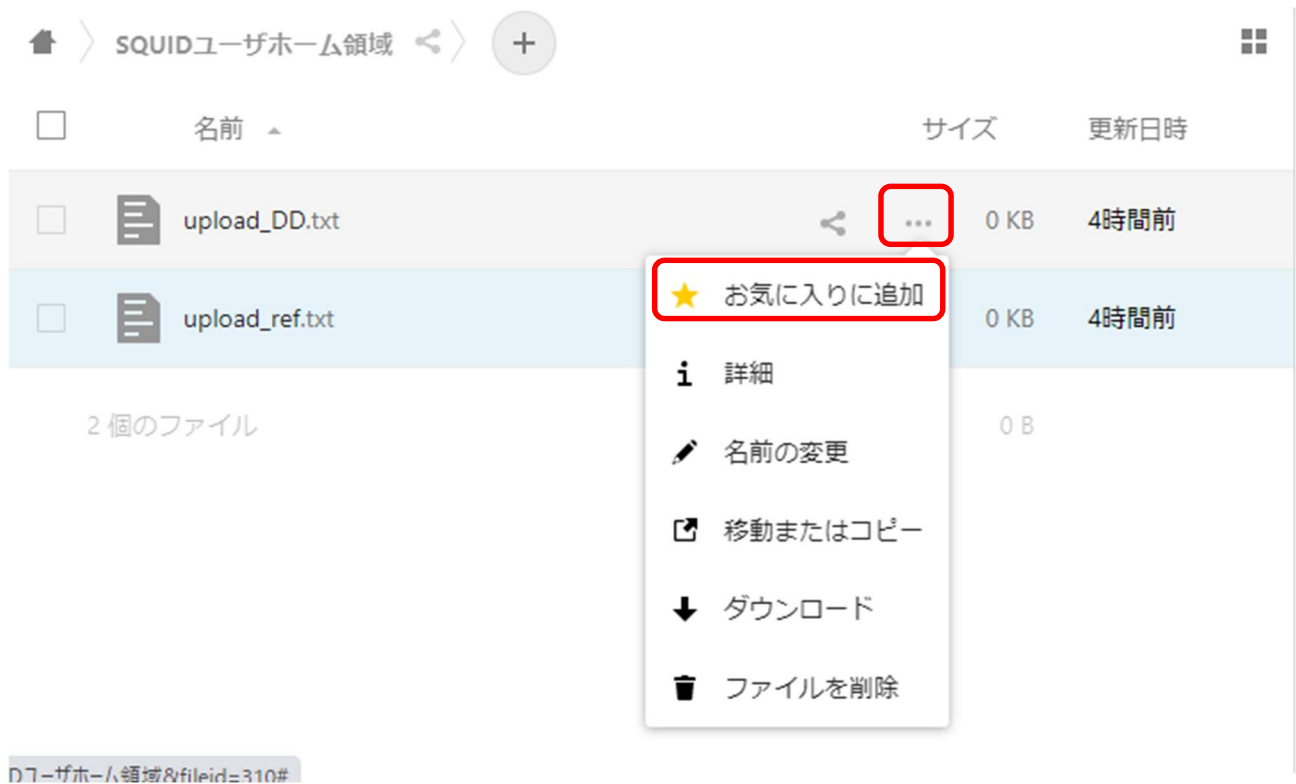 SQUIDユーザホーム領域
名前 サイズ 更新日時
upload_DD.txt 0 KB 4時間前
お気に入りに追加
upload_ref.txt 0 KB 4時間前
詳細
2 個のファイル 0 B
名前の変更
移動またはコピー
ダウンロード
ファイルを削除
Dユーザホーム領域&fileid=310#